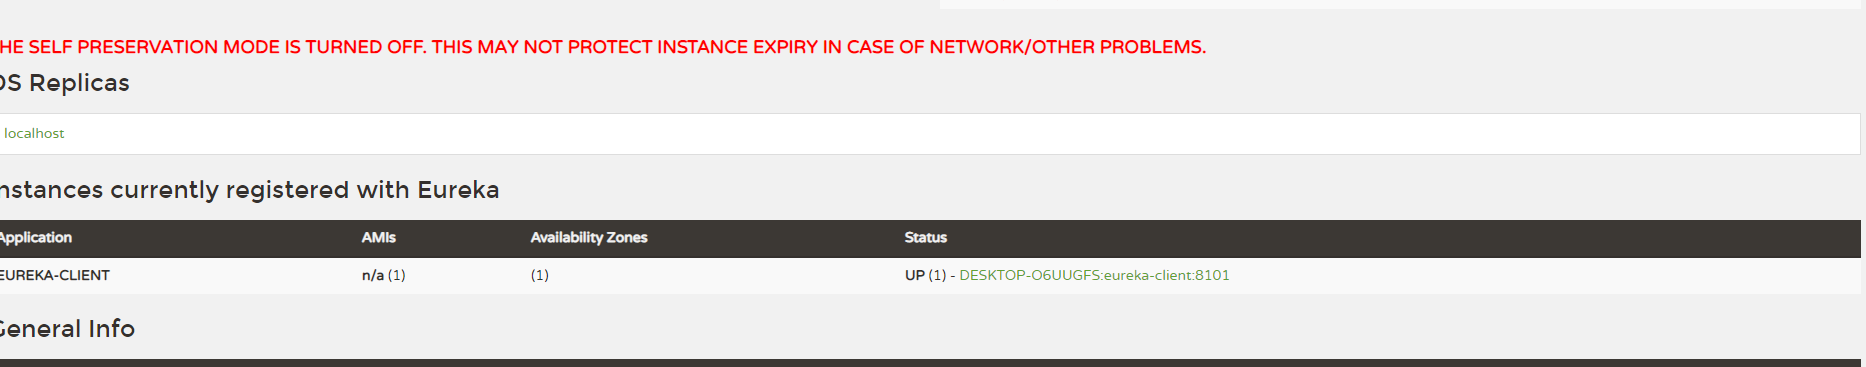 HE SELF PRESERVATION MODE IS TURNED OFF. THIS MAY NOT PROTECT INSTANCE EXPIRY IN CASE OF NETWORK/OTHER PROBLEMS.
DS Replicas
localhost
nstances currently registered with Eureka
Application AMIs Availability Zones Status
EUREKA-CLIENT n/a (1) (1) UP (1) - DESKTOP-O6UUGFS:eureka-client:8101
General Info